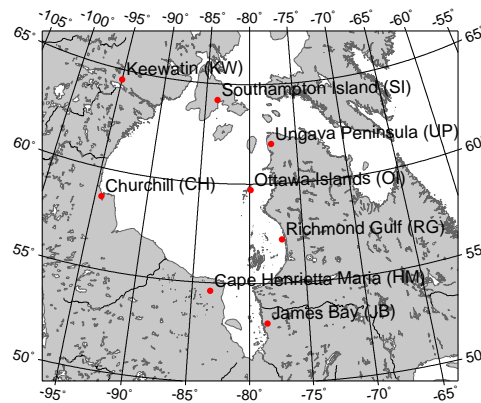 -105° -100° -95° -90° -85° -80° -75° -70° -65° -60° -55°
65° 65°
Keewatin (KW)
Southampton Island (SI)
Ungava Peninsula (UP)
60° 60°
Ottawa Islands (OI)
Churchill (CH)
Richmond Gulf (RG)
55° 55°
Cape Henrietta Maria (HM)
James Bay (JB)
50° 50°
-95° -90° -85° -80° -75° -70° -65°